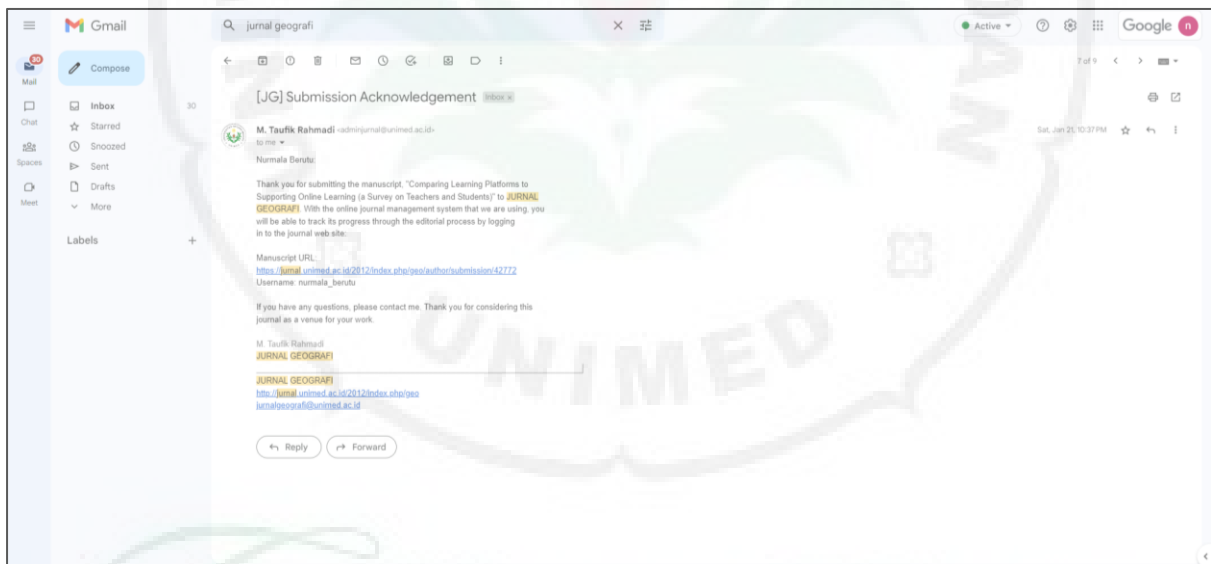 Gmail
jurnal geografi
Active
Google
n
30
Mail
Compose
7 of 9
[JG] Submission Acknowledgement Inbox x
Inbox 30
Chat
Starred
M. Taufik Rahmadi <adminjurnal@unimed.ac.id>
Sat, Jan 21, 10:37 PM
to me
Snoozed
Spaces
Nurmala Berutu:
Sent
Drafts
Meet
More
Thank you for submitting the manuscript, "Comparing Learning Platforms to
Supporting Online Learning (a Survey on Teachers and Students)" to JURNAL
GEOGRAFI. With the online journal management system that we are using, you
will be able to track its progress through the editorial process by logging
in to the journal web site:
Labels
Manuscript URL:
https://jurnal.unimed.ac.id/2012/index.php/geo/author/submission/42772
Username: nurmala_berutu
If you have any questions, please contact me. Thank you for considering this
journal as a venue for your work.
M. Taufik Rahmadi
JURNAL GEOGRAFI
JURNAL GEOGRAFI
http://jurnal.unimed.ac.id/2012/index.php/geo
jurnalgeografi@unimed.ac.id
Reply
Forward
UNIMED